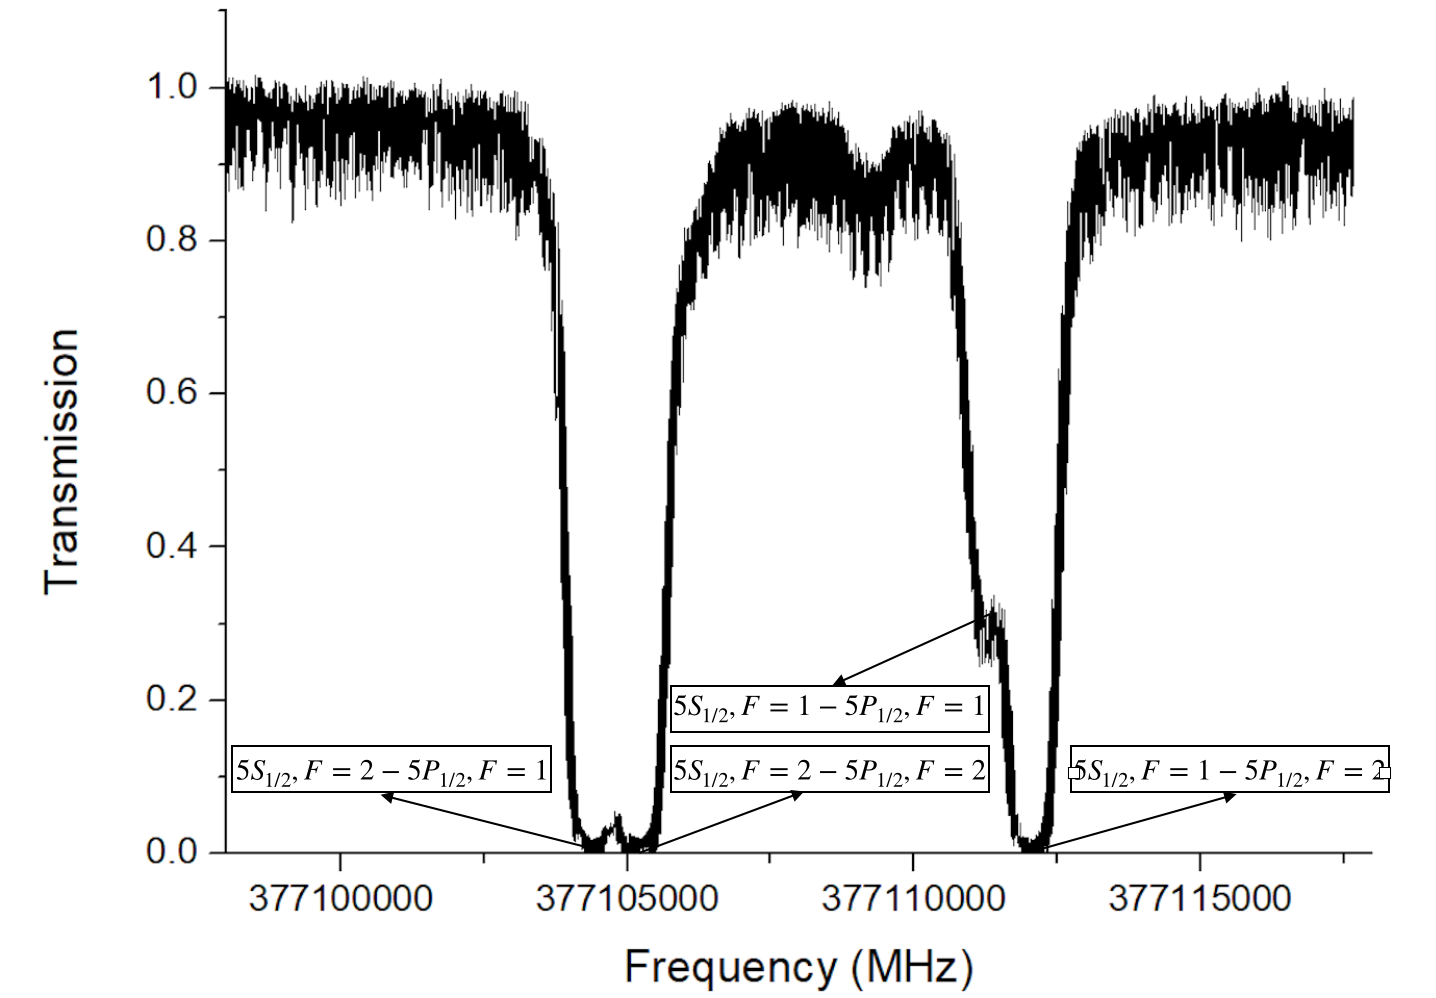 1.0
0.8
0.6
0.4
0.2
0.0
Transmission
5S₁/₂, F = 1 − 5P₁/₂, F = 1
5S₁/₂, F = 2 − 5P₁/₂, F = 1
5S₁/₂, F = 2 − 5P₁/₂, F = 2
5S₁/₂, F = 1 − 5P₁/₂, F = 2
377100000 377105000 377110000 377115000
Frequency (MHz)